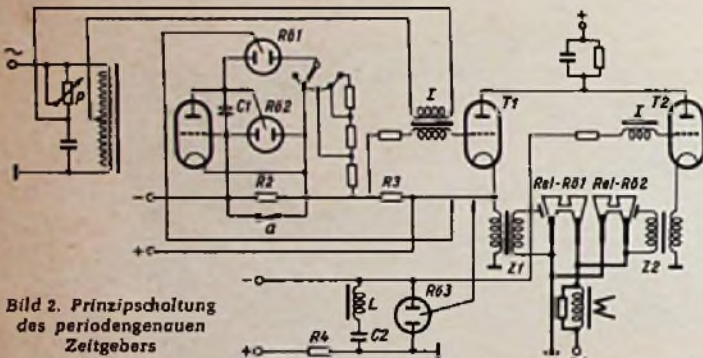 ~
P
Rö1
C1
Rö2
R2
a
R3
I
T1
+
I
T2
Rel-Rö1
Rel-Rö2
Z1
Z2
W
-
+
-
L
C2
Rö3
R4
+
Bild 2. Prinzipschaltung
des periodengenauen
Zeitgebers